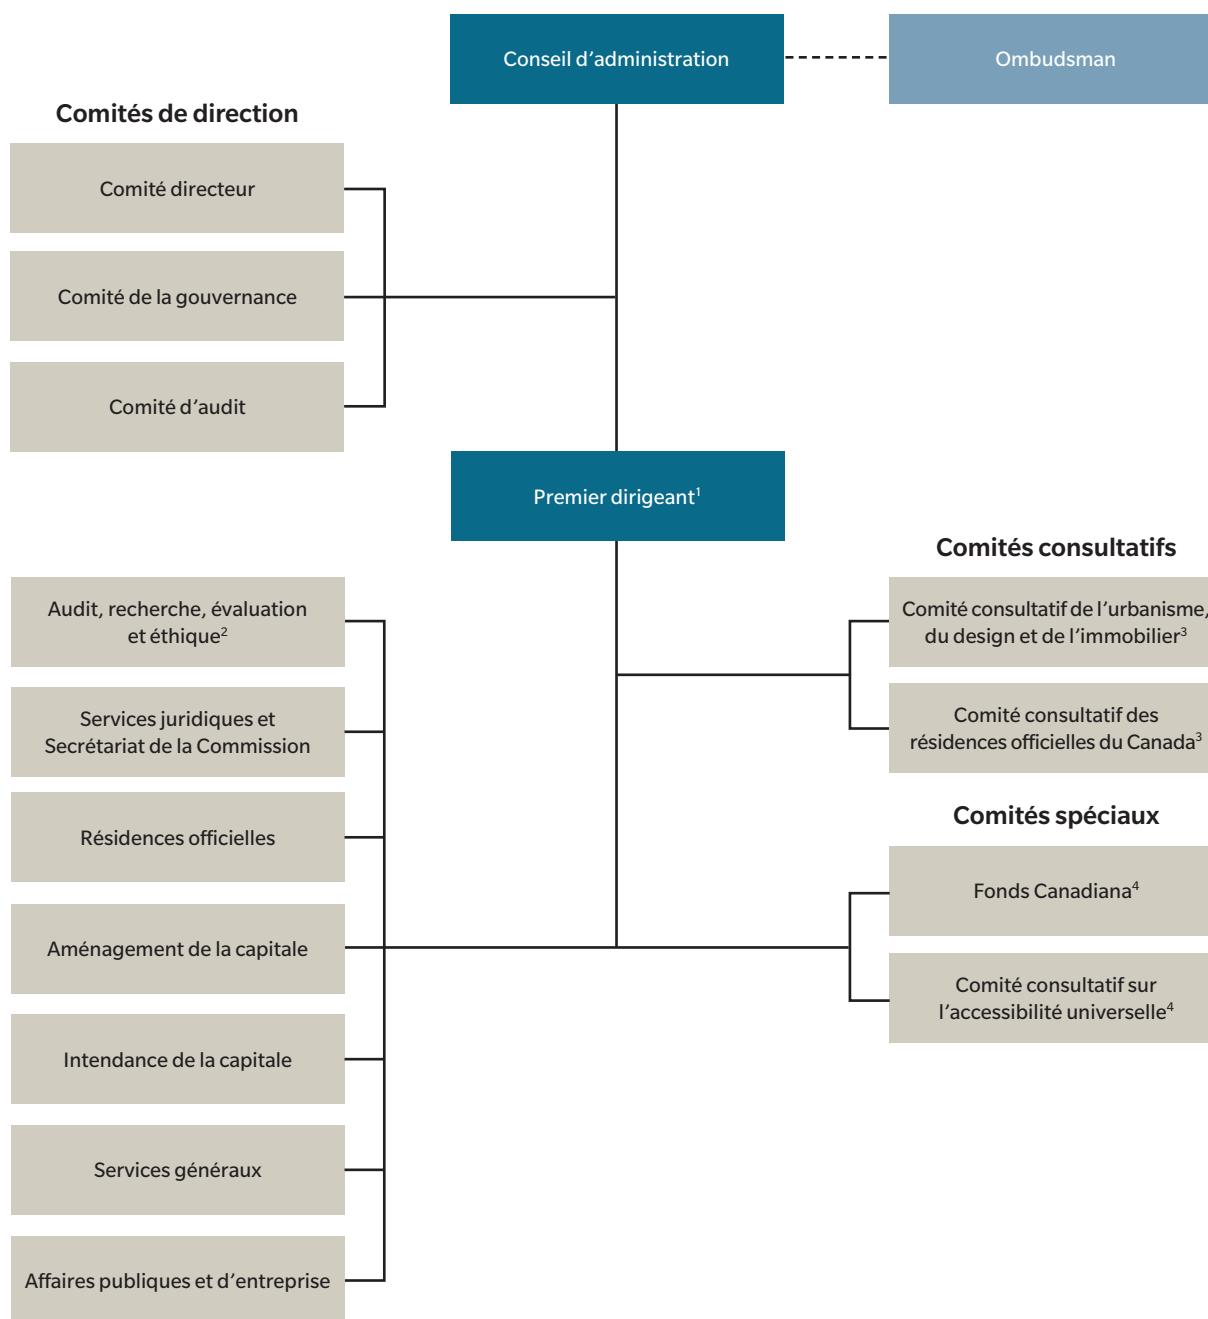 Conseil d’administration
Ombudsman
Comités de direction
Comité directeur
Comité de la gouvernance
Comité d’audit
Premier dirigeant¹
Comités consultatifs
Audit, recherche, évaluation
et éthique²
Comité consultatif de l’urbanisme,
du design et de l’immobilier³
Services juridiques et
Secrétariat de la Commission
Comité consultatif des
résidences officielles du Canada³
Résidences officielles
Comités spéciaux
Fonds Canadiana⁴
Aménagement de la capitale
Comité consultatif sur
l’accessibilité universelle⁴
Intendance de la capitale
Services généraux
Affaires publiques et d’entreprise